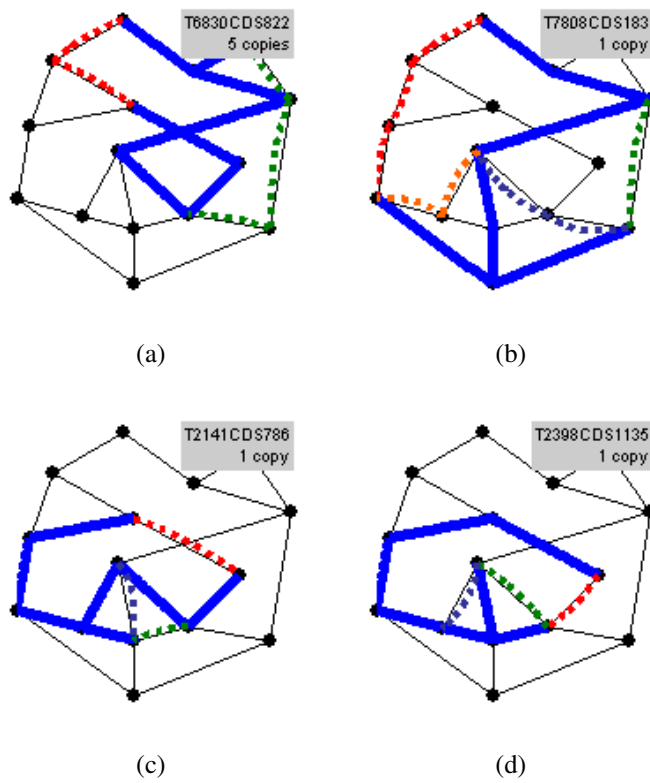 T6830CDS822
5 copies
T7808CDS183
1 copy
(a)
(b)
T2141CDS786
1 copy
T2398CDS1135
1 copy
(c)
(d)